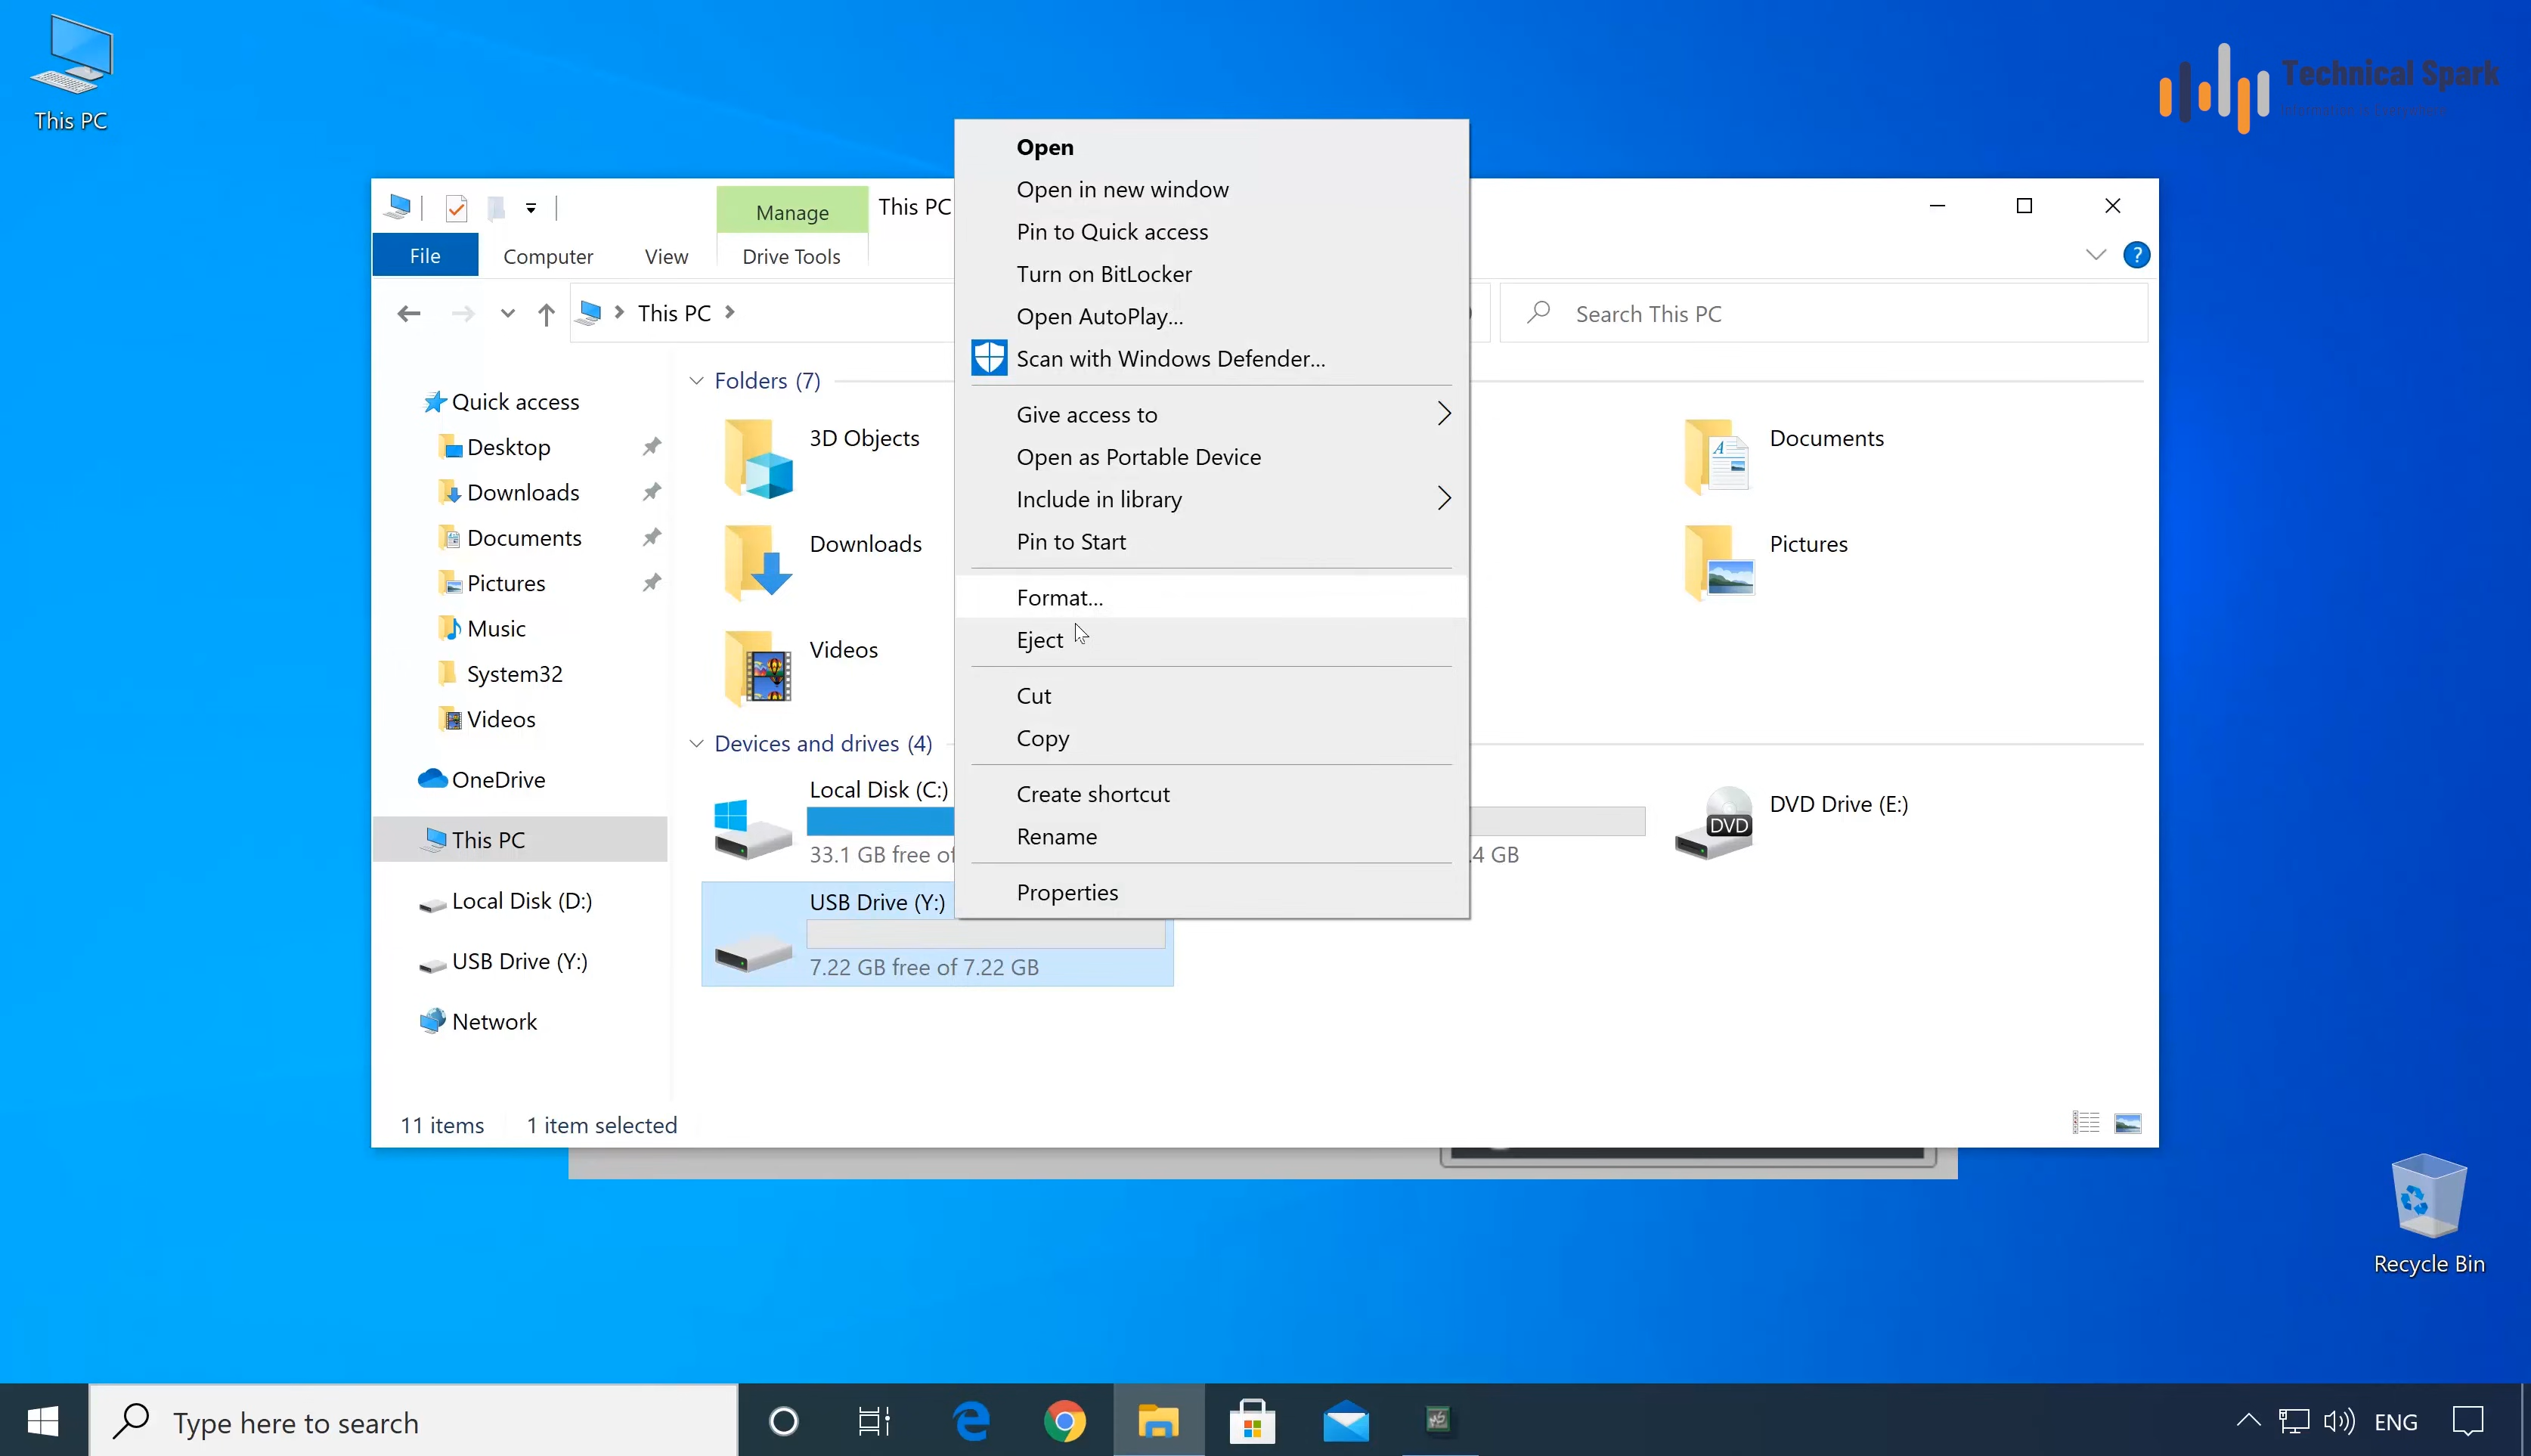 This PC
Technical Spark
Manage
This PC
File
Computer
View
Drive Tools
This PC
Search This PC
Quick access
Desktop
Downloads
Documents
Pictures
Music
System32
Videos
OneDrive
This PC
Local Disk (D:)
USB Drive (Y:)
Network
Folders (7)
3D Objects
Downloads
Videos
Documents
Pictures
Devices and drives (4)
Local Disk (C:)
33.1 GB free of
.4 GB
DVD
DVD Drive (E:)
USB Drive (Y:)
7.22 GB free of 7.22 GB
Open
Open in new window
Pin to Quick access
Turn on BitLocker
Open AutoPlay...
Scan with Windows Defender...
Give access to
Open as Portable Device
Include in library
Pin to Start
Format...
Eject
Cut
Copy
Create shortcut
Rename
Properties
11 items
1 item selected
Recycle Bin
Type here to search
ENG